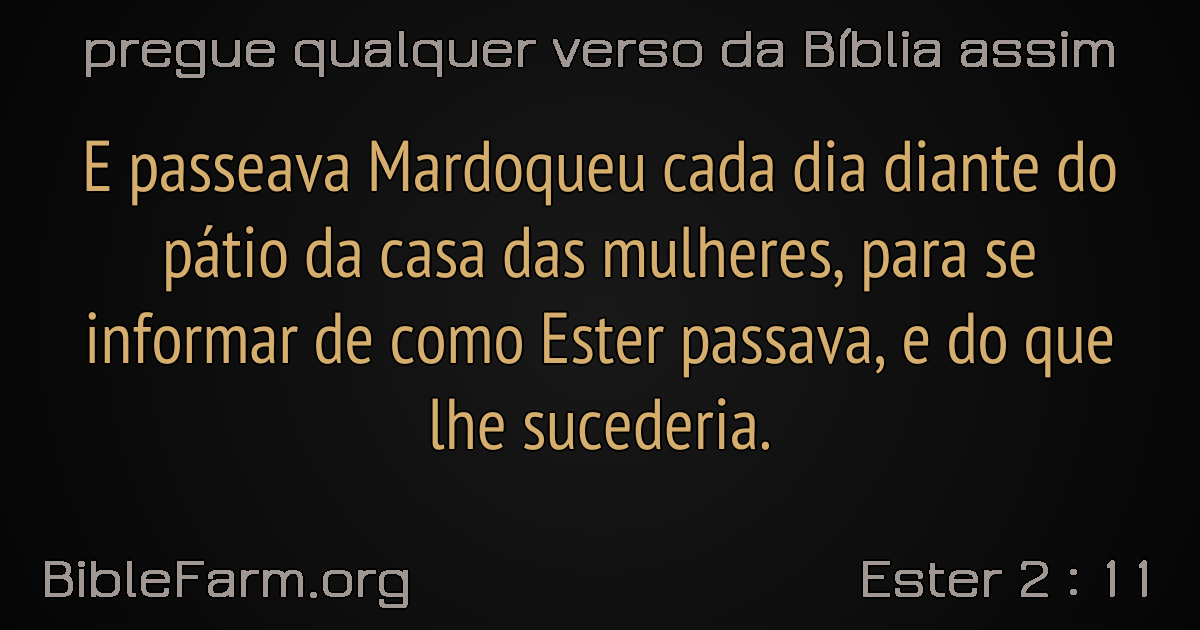 pregue qualquer verso da Bíblia assim
E passeava Mardoqueu cada dia diante do
pátio da casa das mulheres, para se
informar de como Ester passava, e do que
lhe sucederia.
BibleFarm.org
Ester 2 : 11